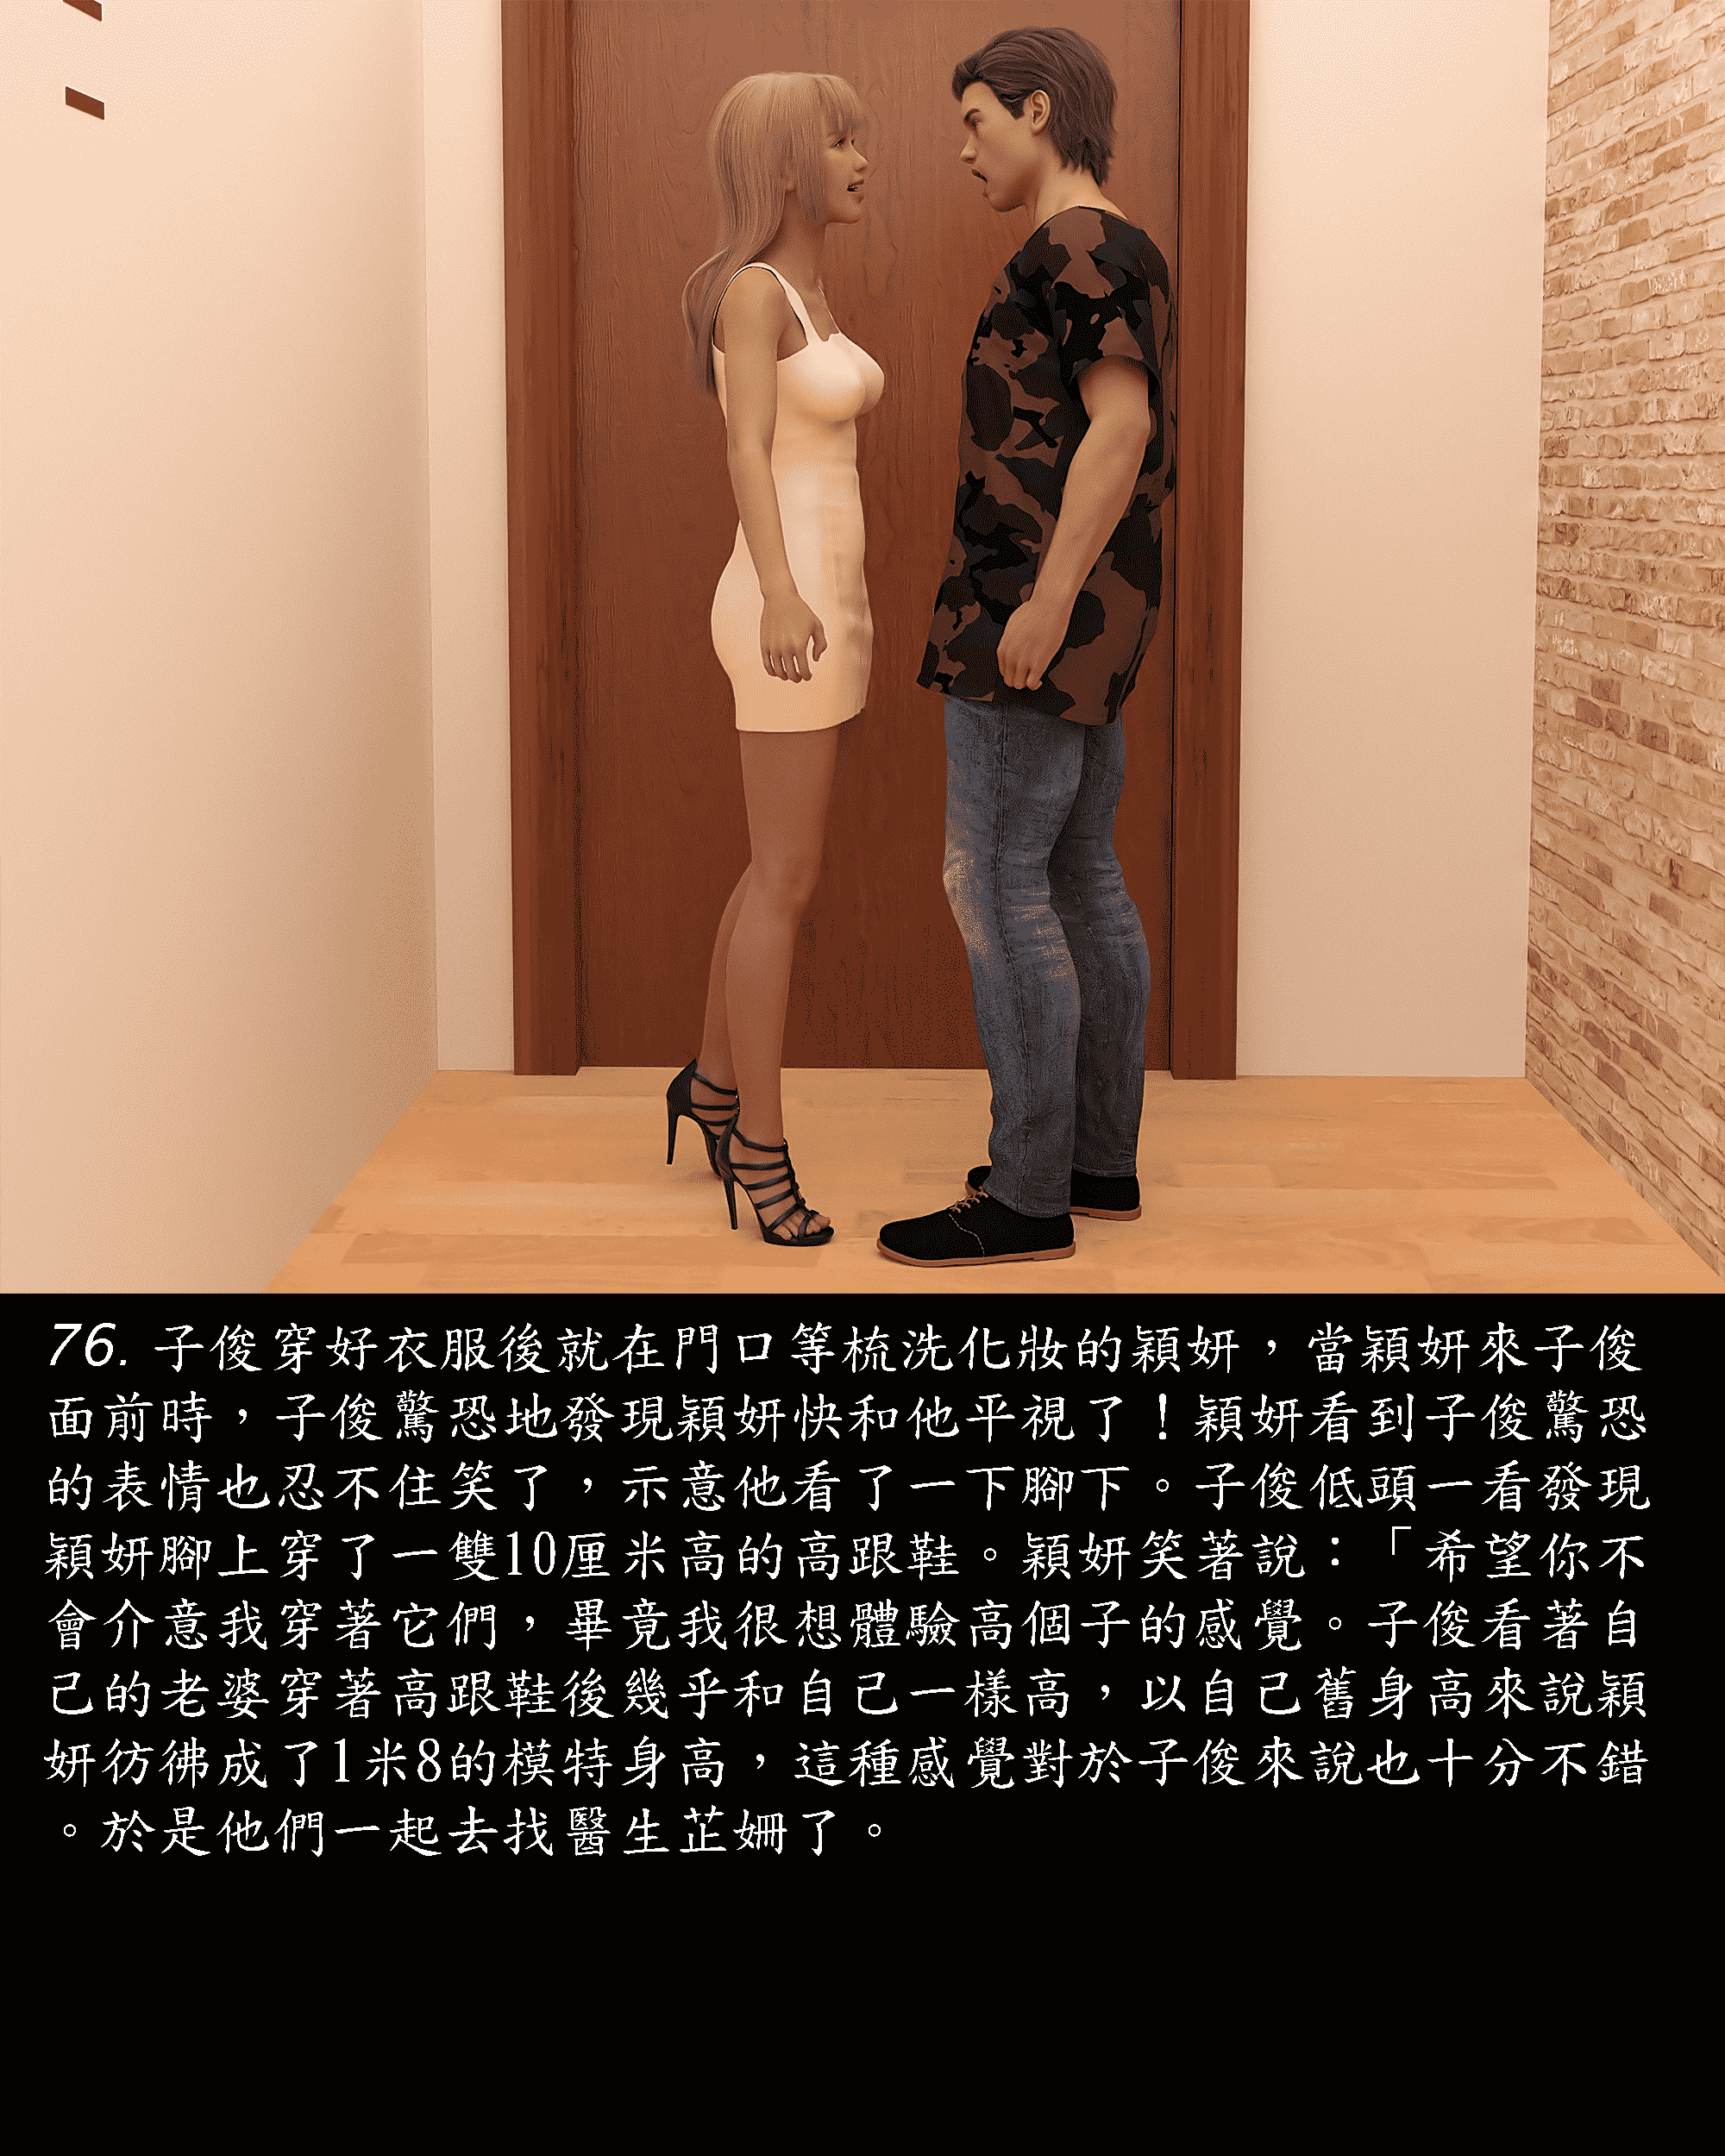 76. 子俊穿好衣服後就在門口等梳洗化妝的穎妍，當穎妍來子俊
面前時，子俊驚恐地發現穎妍快和他平視了！穎妍看到子俊驚恐
的表情也忍不住笑了，示意他看了一下腳下。子俊低頭一看發現
穎妍腳上穿了一雙10厘米高的高跟鞋。穎妍笑著說：「希望你不
會介意我穿著它們，畢竟我很想體驗高個子的感覺。子俊看著自
己的老婆穿著高跟鞋後幾乎和自己一樣高，以自己舊身高來說穎
妍彷彿成了1米8的模特身高，這種感覺對於子俊來說也十分不錯
。於是他們一起去找醫生芷姍了。